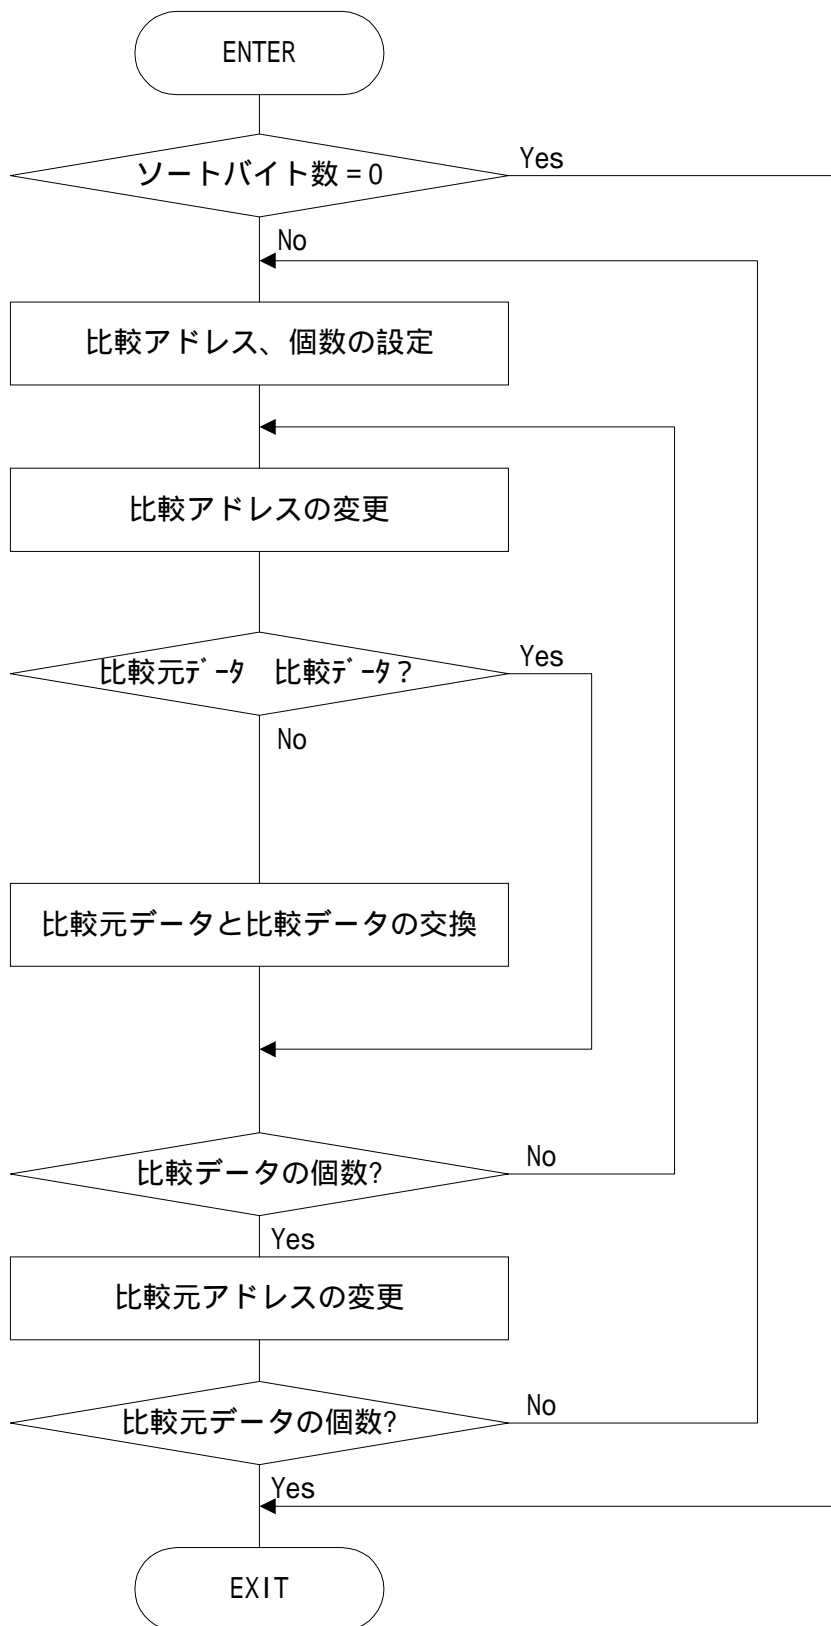 ENTER
ソートバイト数 = 0
Yes
No
比較アドレス、個数の設定
比較アドレスの変更
比較元ﾃﾞｰﾀ　比較ﾃﾞｰﾀ？
Yes
No
比較元データと比較データの交換
比較データの個数?
No
Yes
比較元アドレスの変更
比較元データの個数?
No
Yes
EXIT